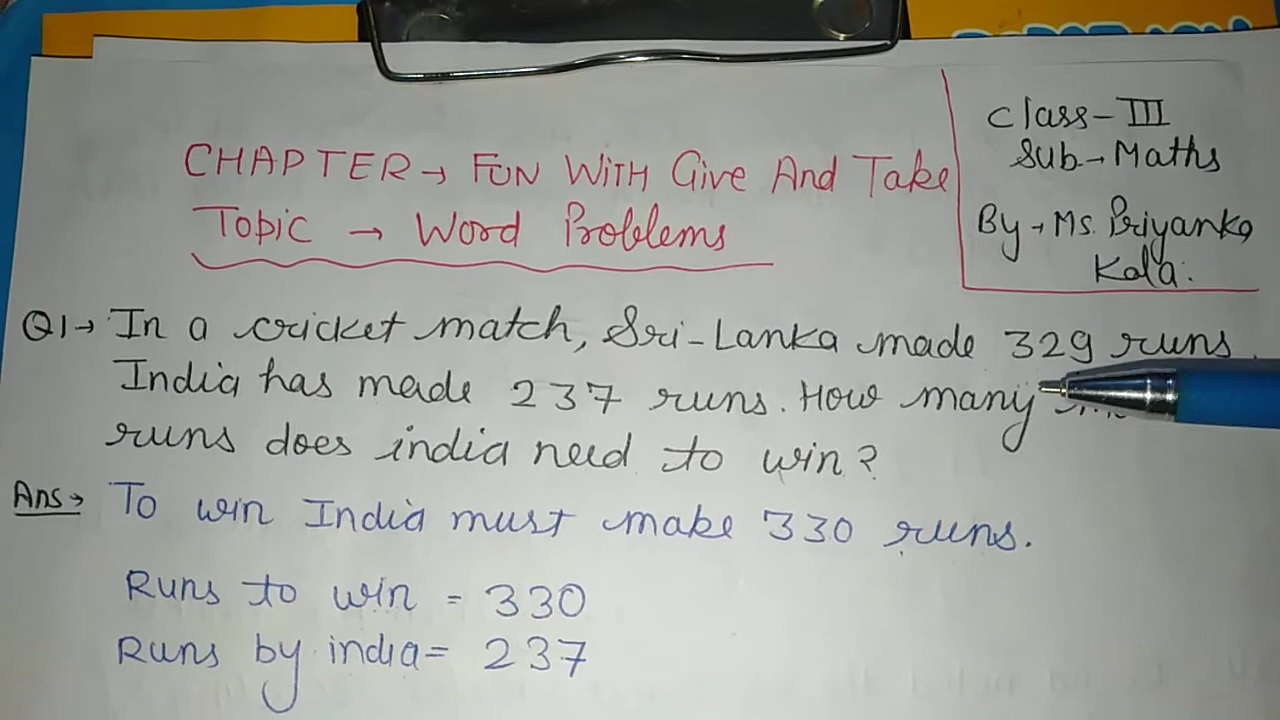 CHAPTER → FUN WITH Give And Take
Topic → Word Problems
Class - III
Sub → Maths
By → Ms. Priyanka
Kala.
Q1 → In a cricket match, Sri-Lanka made 329 runs.
India has made 237 runs. How many
runs does india need to win?
Ans → To win India must make 330 runs.
Runs to win = 330
Runs by india = 237